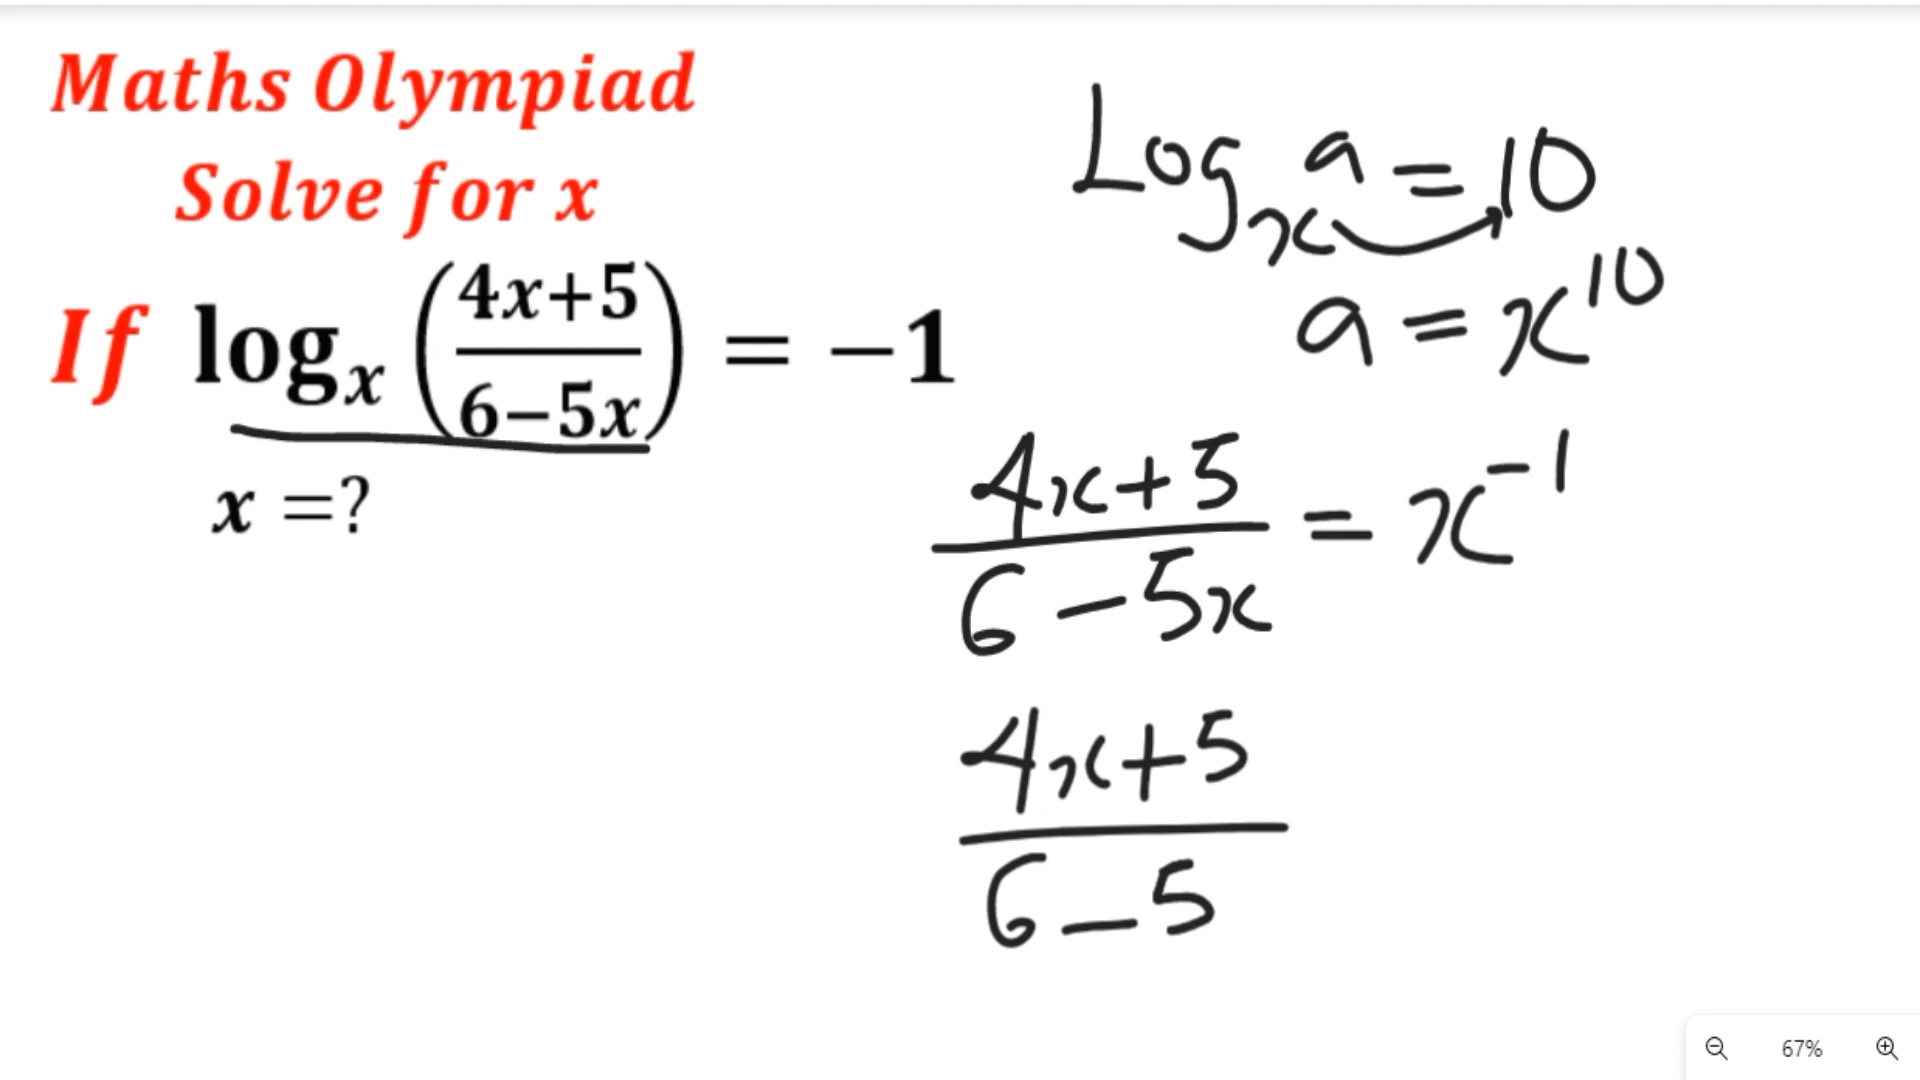 Maths Olympiad
Solve for x
If log_x ((4x+5)/(6−5x)) = −1
x =?
Log_x a = 10
a = x^10
(4x+5)/(6−5x) = x^−1
4x+5
6−5
67%